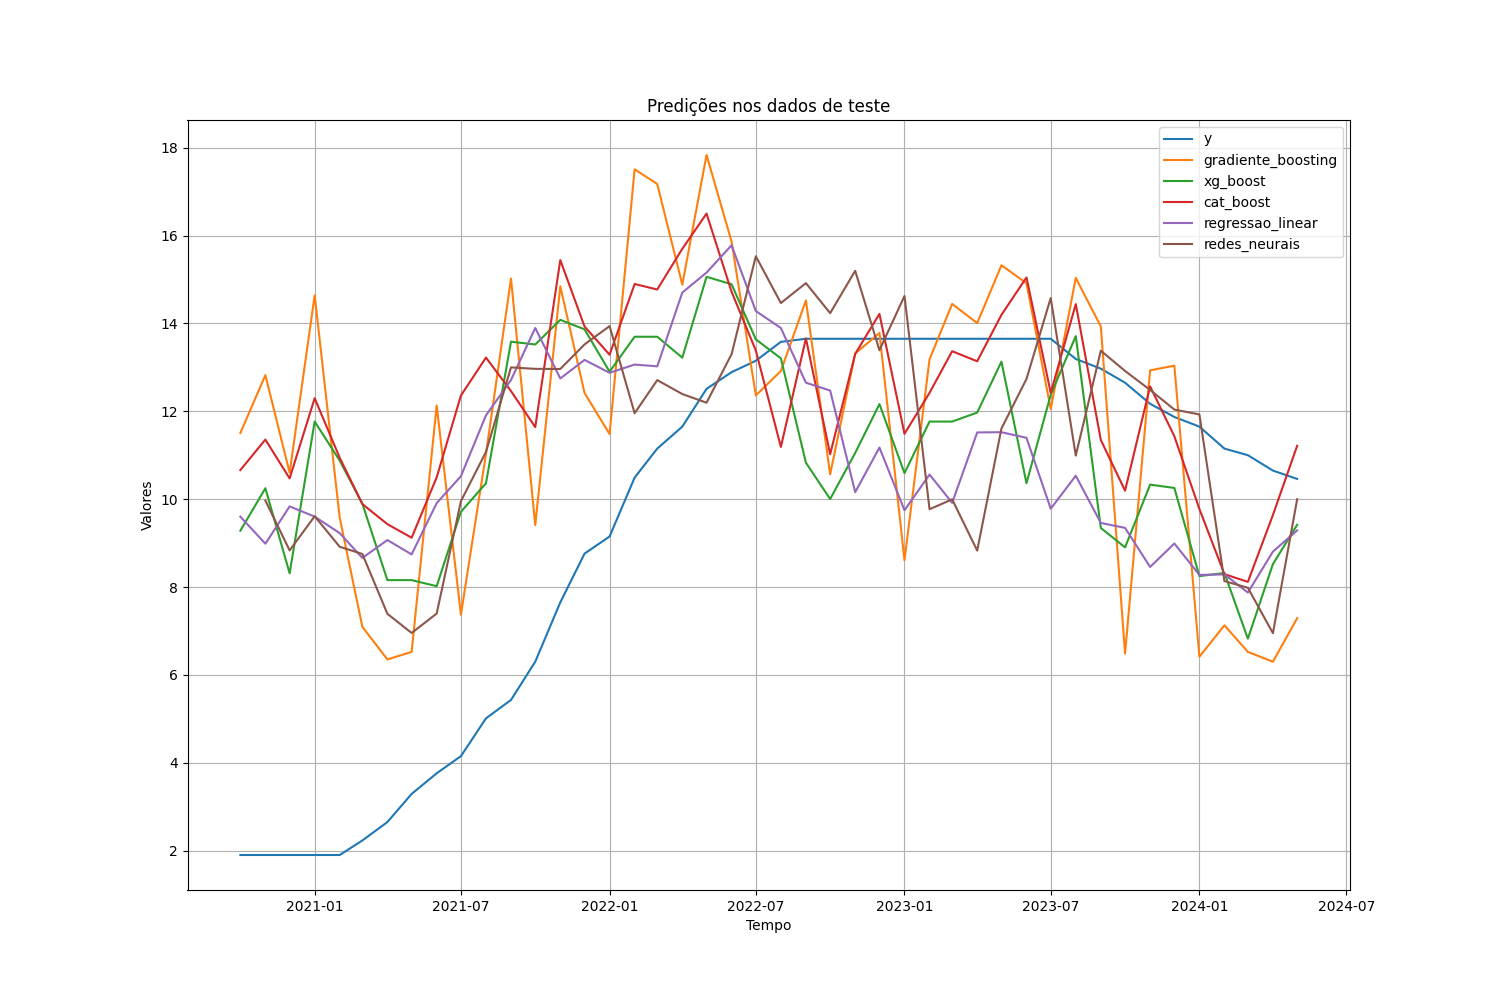 Predições nos dados de teste
Valores
18
16
14
12
10
8
6
4
2
y
gradiente_boosting
xg_boost
cat_boost
regressao_linear
redes_neurais
2021-01 2021-07 2022-01 2022-07 2023-01 2023-07 2024-01 2024-07
Tempo